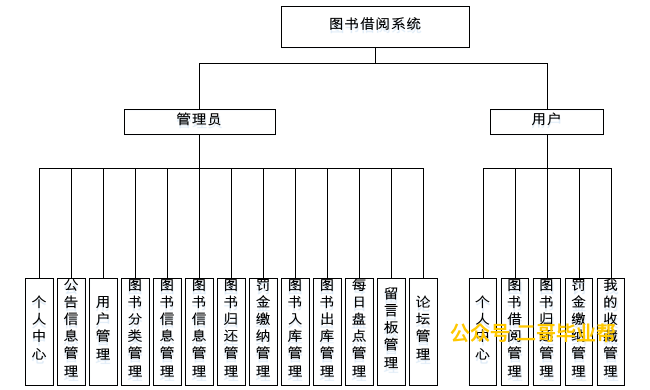 图书借阅系统
管理员
用户
个人中心
公告信息管理
用户管理
图书分类管理
图书信息管理
图书信息管理
图书归还管理
罚金缴纳管理
图书入库管理
图书出库管理
每日盘点管理
留言板管理
论坛管理
个人中心
图书借阅管理
图书归还管理
罚金缴纳管理
我的收藏管理
公众号:二哥毕业帮